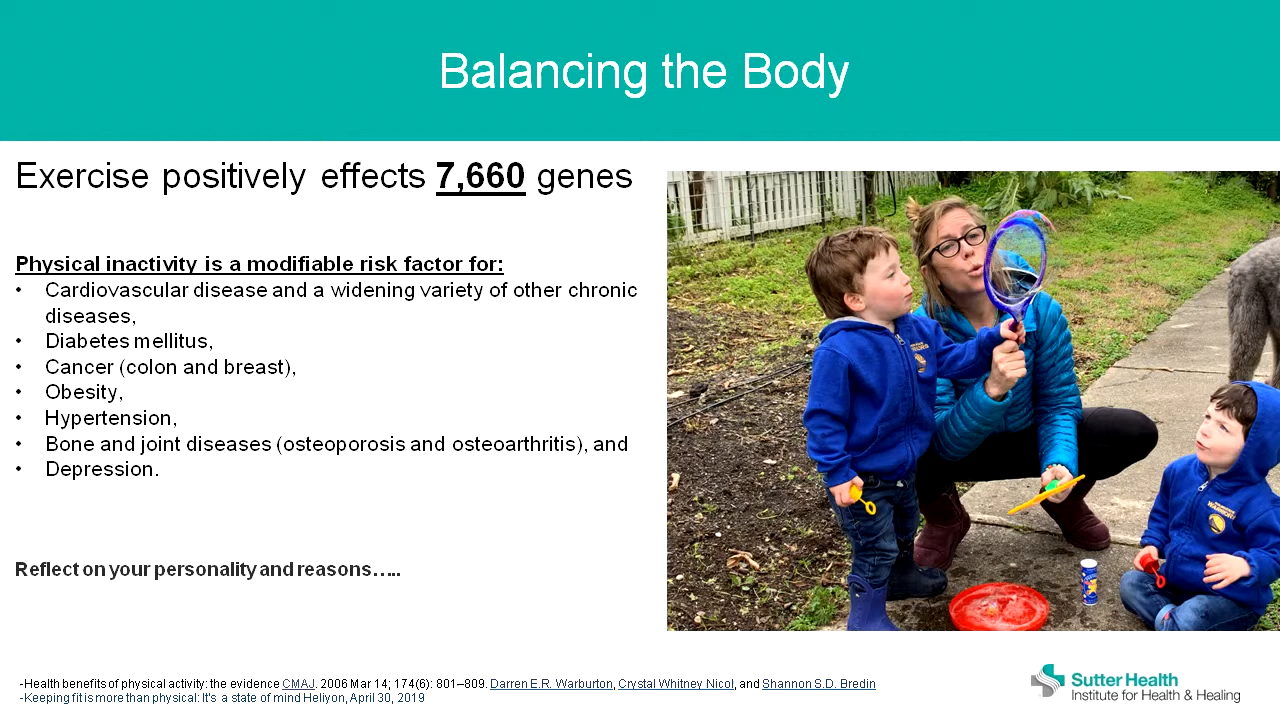 Balancing the Body
Exercise positively effects 7,660 genes
Physical inactivity is a modifiable risk factor for:
• Cardiovascular disease and a widening variety of other chronic
diseases,
• Diabetes mellitus,
• Cancer (colon and breast),
• Obesity,
• Hypertension,
• Bone and joint diseases (osteoporosis and osteoarthritis), and
• Depression.
Reflect on your personality and reasons…..
WARRIORS
-Health benefits of physical activity: the evidence CMAJ. 2006 Mar 14; 174(6): 801–809. Darren E.R. Warburton, Crystal Whitney Nicol, and Shannon S.D. Bredin
-Keeping fit is more than physical: It's a state of mind Heliyon, April 30, 2019
Sutter Health
Institute for Health & Healing